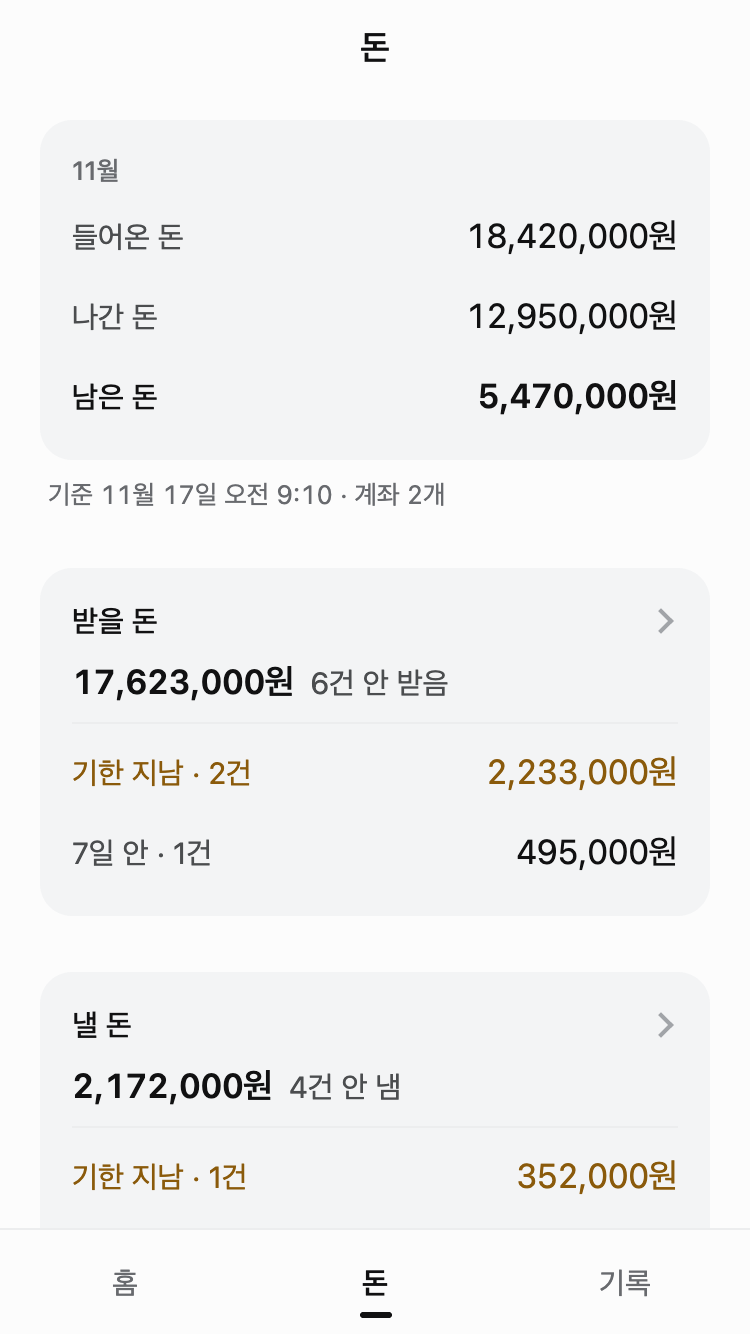 돈
11월
들어온 돈 18,420,000원
나간 돈 12,950,000원
남은 돈 5,470,000원
기준 11월 17일 오전 9:10 · 계좌 2개
받을 돈
17,623,000원 6건 안 받음
기한 지남 · 2건 2,233,000원
7일 안 · 1건 495,000원
낼 돈
2,172,000원 4건 안 냄
기한 지남 · 1건 352,000원
홈 돈 기록